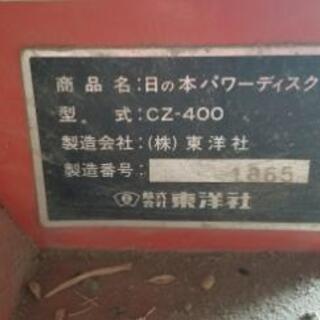 商品名:日の本パワーディスク
型式:CZ-400
製造会社:(株)東洋社
製造番号: 1865
株式会社 東洋社